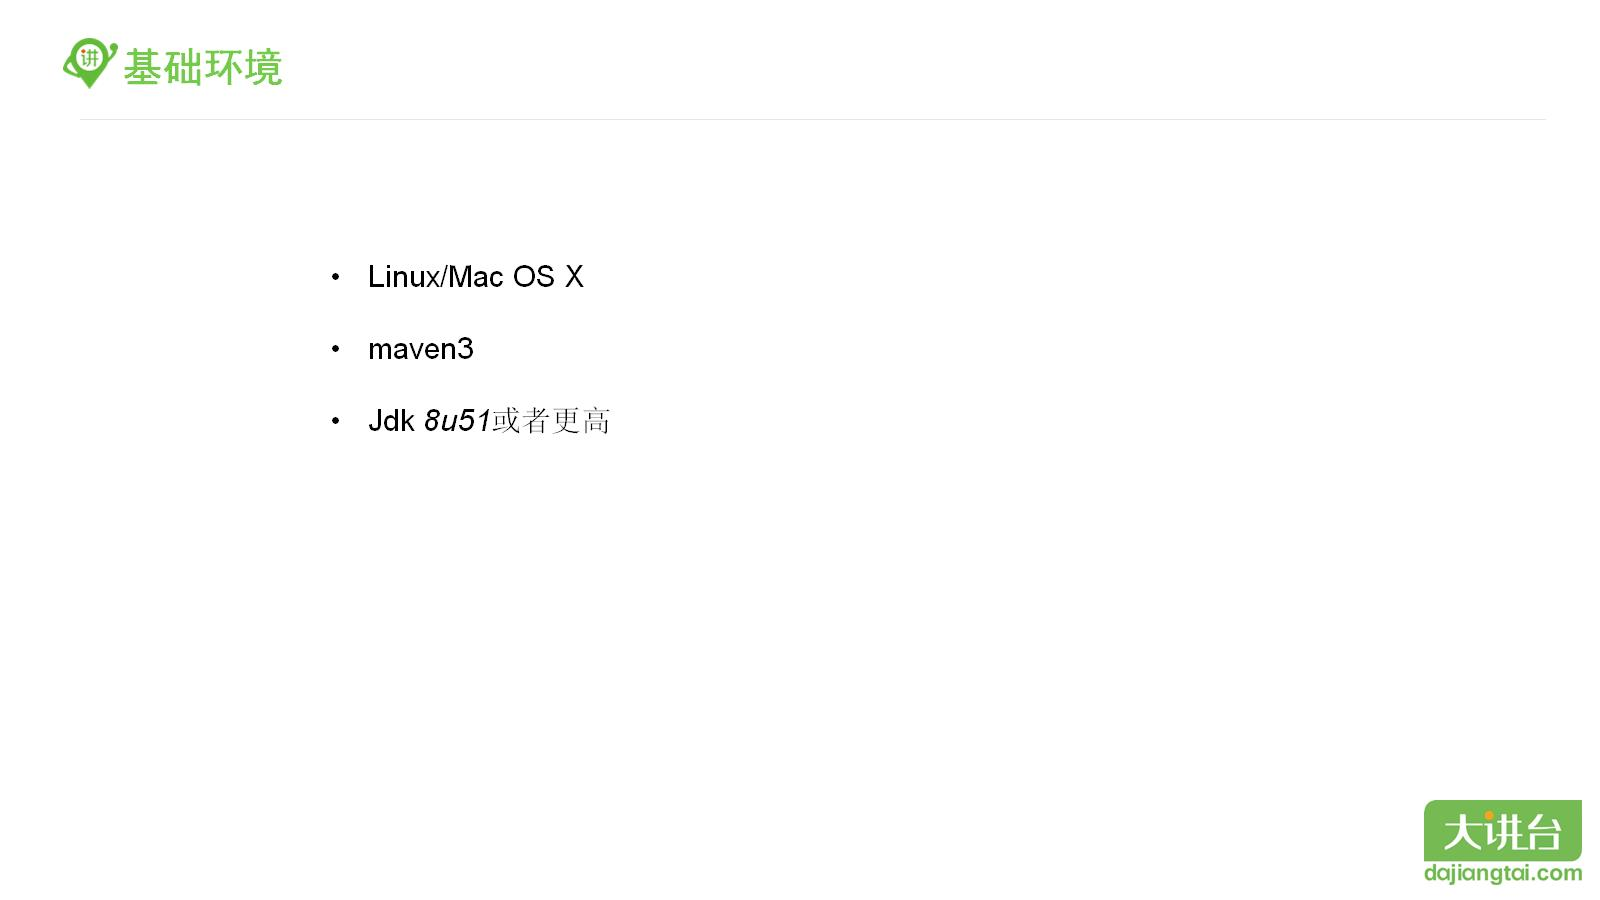 讲 基础环境
• Linux/Mac OS X
• maven3
• Jdk 8u51或者更高
大讲台
dajiangtai.com